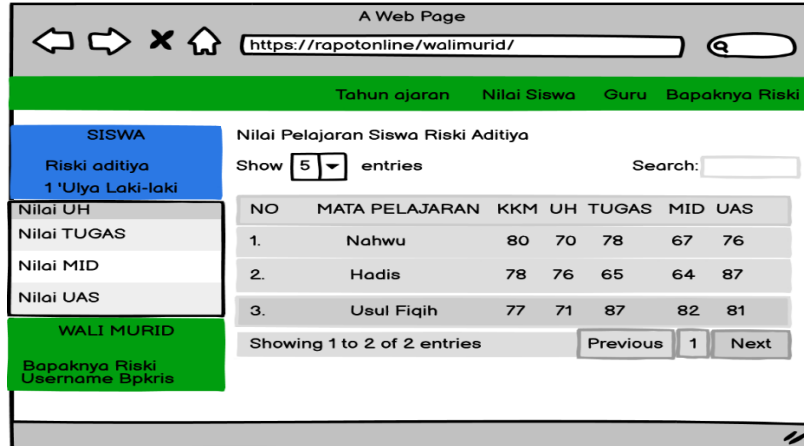 A Web Page
https://rapotonline/walimurid/
Tahun ajaran Nilai Siswa Guru Bapaknya Riski
SISWA
Riski aditiya
1 'Ulya Laki-laki
Nilai UH
Nilai TUGAS
Nilai MID
Nilai UAS
WALI MURID
Bapaknya Riski
Username Bpkris
Nilai Pelajaran Siswa Riski Aditiya
Show 5 entries Search:
NO MATA PELAJARAN KKM UH TUGAS MID UAS
1. Nahwu 80 70 78 67 76
2. Hadis 78 76 65 64 87
3. Usul Fiqih 77 71 87 82 81
Showing 1 to 2 of 2 entries Previous 1 Next